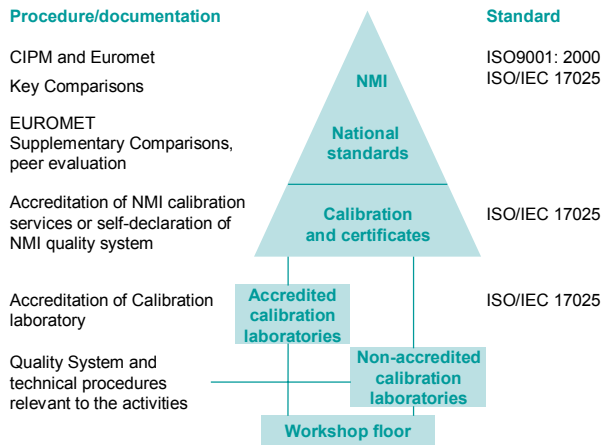 Procedure/documentation
Standard
CIPM and Euromet
Key Comparisons
NMI
ISO9001: 2000
ISO/IEC 17025
EUROMET
Supplementary Comparisons,
peer evaluation
National
standards
Accreditation of NMI calibration
services or self-declaration of
NMI quality system
Calibration
and certificates
ISO/IEC 17025
Accreditation of Calibration
laboratory
Accredited
calibration
laboratories
ISO/IEC 17025
Quality System and
technical procedures
relevant to the activities
Non-accredited
calibration
laboratories
Workshop floor